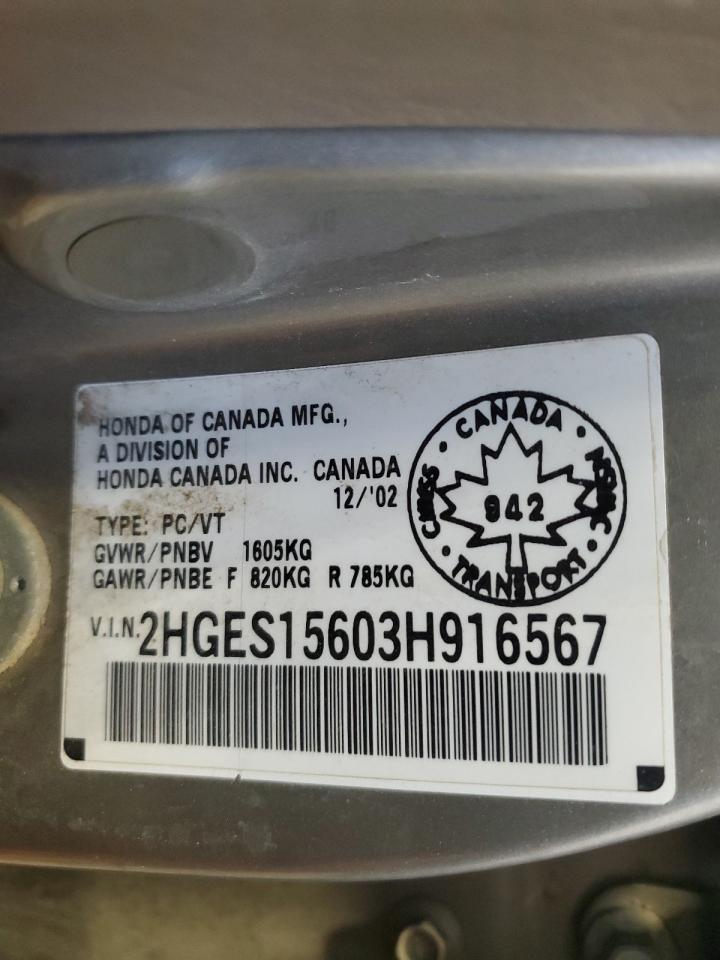 HONDA OF CANADA MFG.,
A DIVISION OF
HONDA CANADA INC. CANADA
12/'02
TYPE: PC/VT
GVWR/PNBV 1605KG
GAWR/PNBE F 820KG R 785KG
V.I.N. 2HGES15603H916567
CANADA
942
TRANSPORT